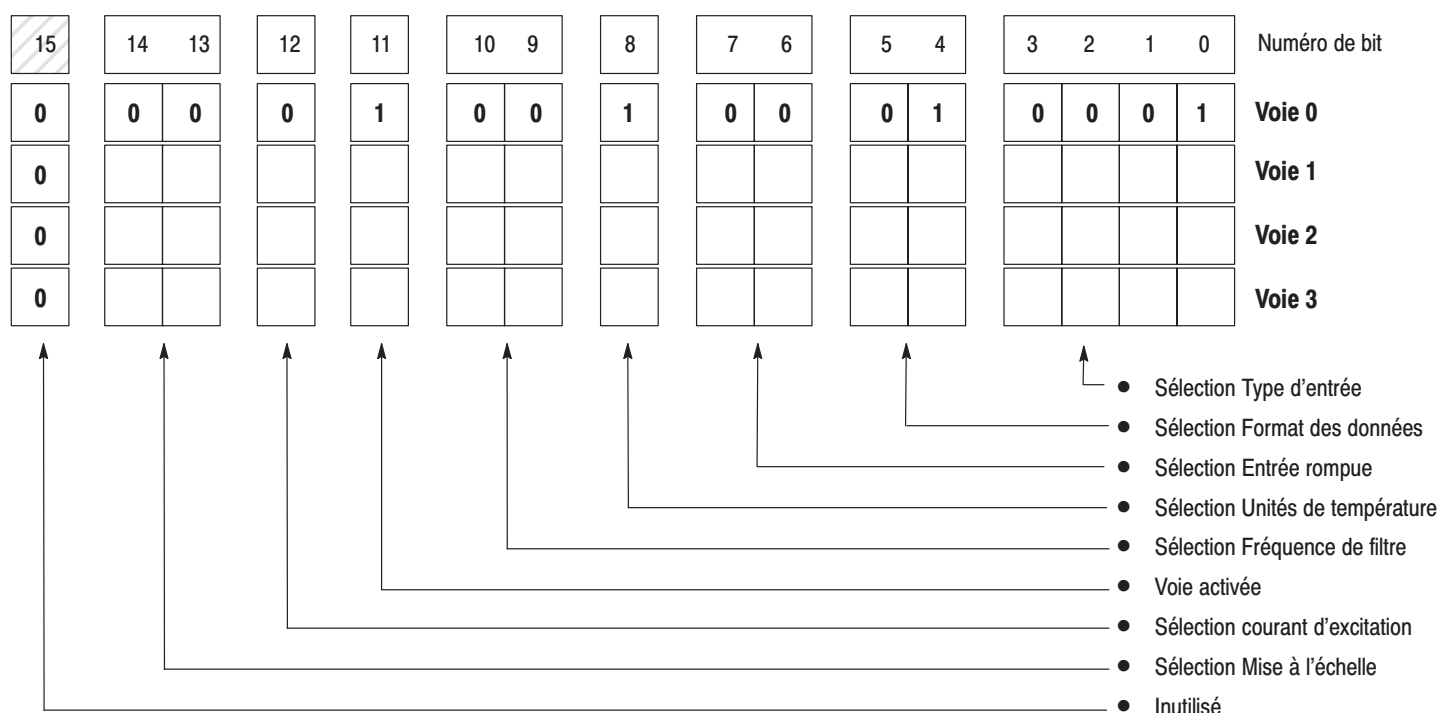 15 14 13 12 11 10 9 8 7 6 5 4 3 2 1 0 Numéro de bit
0 0 0 0 1 0 0 1 0 0 0 1 0 0 0 1 Voie 0
0 Voie 1
0 Voie 2
0 Voie 3
● Sélection Type d'entrée
● Sélection Format des données
● Sélection Entrée rompue
● Sélection Unités de température
● Sélection Fréquence de filtre
● Voie activée
● Sélection courant d'excitation
● Sélection Mise à l'échelle
● Inutilisé